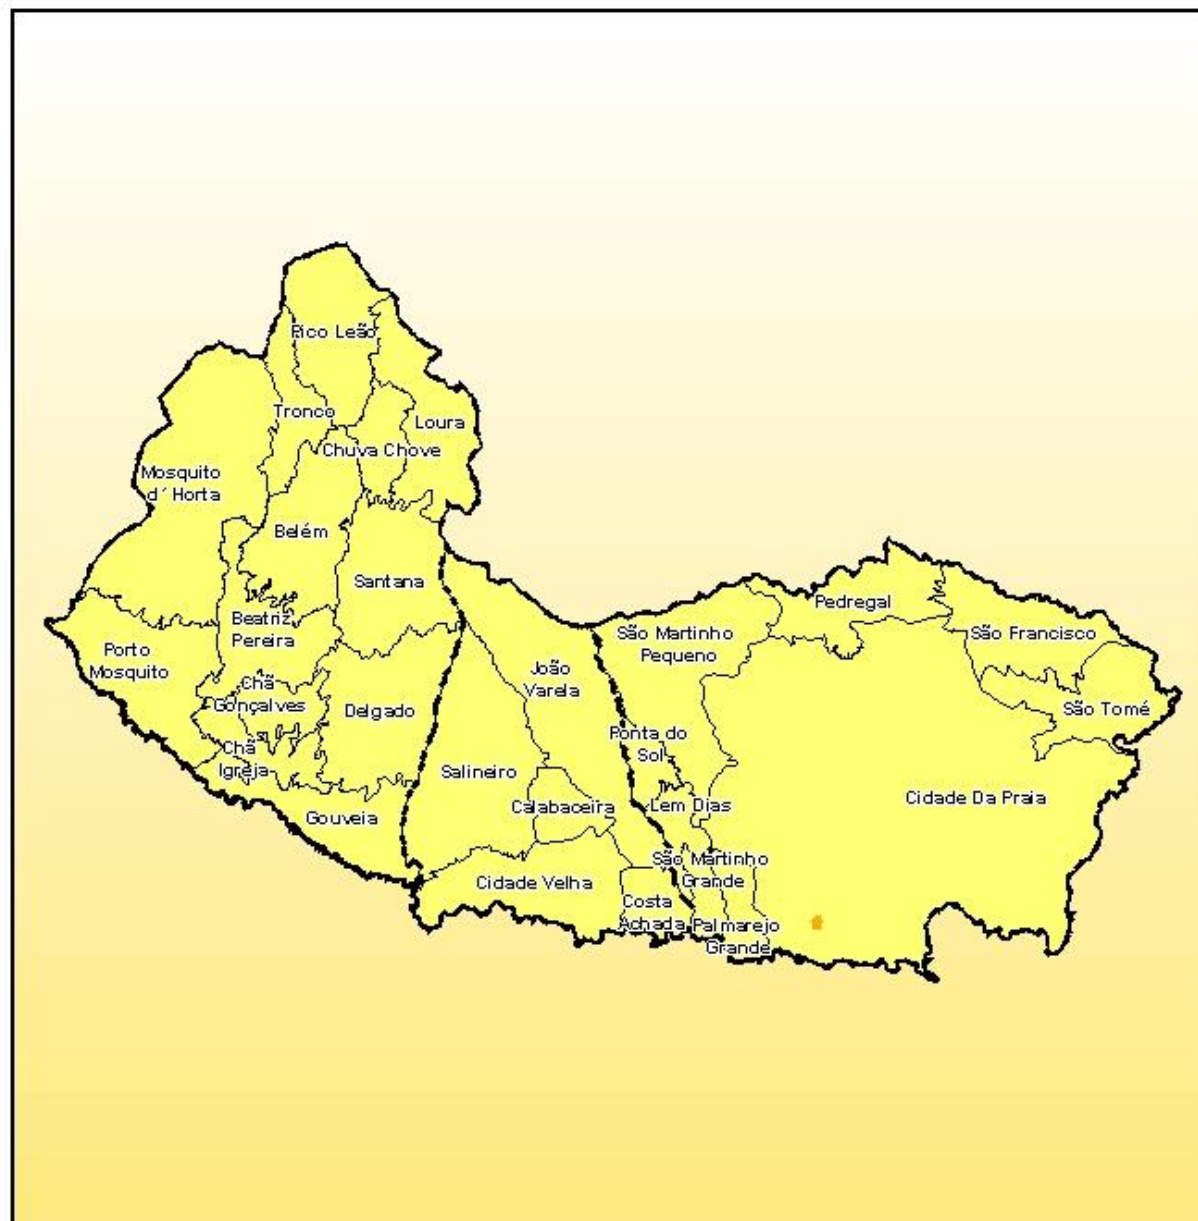 Pico Leão
Tronco
Loura
Chuva Chove
Mosquito
d´Horta
Belém
Santana
Beatriz
Pereira
Porto
Mosquito
Chã
Gonçalves
Delgado
Chã
Igreja
Gouveia
João
Varela
Salineiro
Calabaceira
Cidade Velha
Costa
Achada
São Martinho
Pequeno
Ponta do
Sol
Lem Dias
São Martinho
Grande
Palmarejo
Grande
Pedregal
São Francisco
São Tomé
Cidade Da Praia